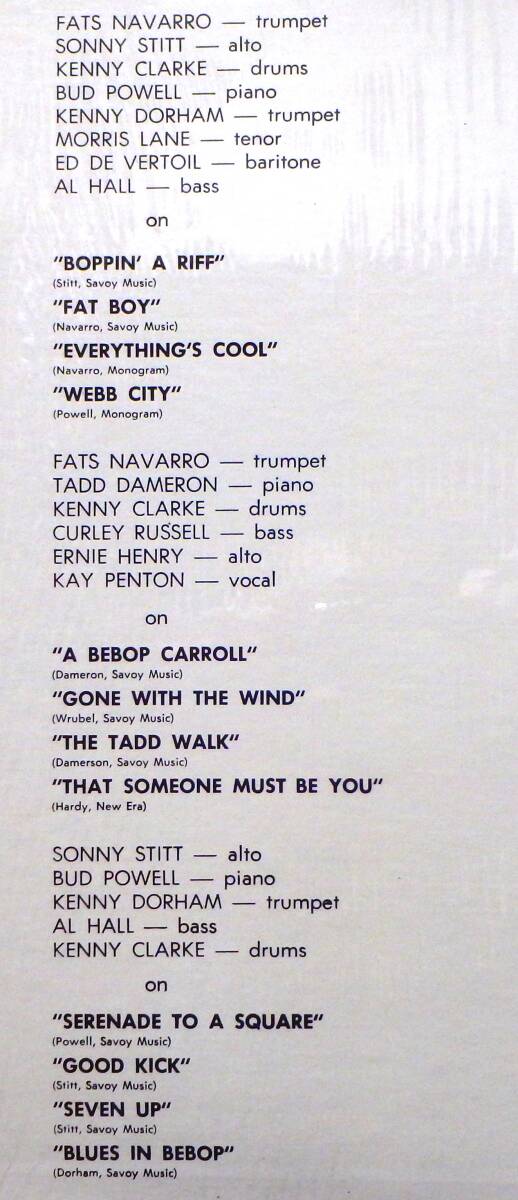 FATS NAVARRO — trumpet
SONNY STITT — alto
KENNY CLARKE — drums
BUD POWELL — piano
KENNY DORHAM — trumpet
MORRIS LANE — tenor
ED DE VERTOIL — baritone
AL HALL — bass
on
"BOPPIN' A RIFF"
(Stitt, Savoy Music)
"FAT BOY"
(Navarro, Savoy Music)
"EVERYTHING'S COOL"
(Navarro, Monogram)
"WEBB CITY"
(Powell, Monogram)
FATS NAVARRO — trumpet
TADD DAMERON — piano
KENNY CLARKE — drums
CURLEY RUSSELL — bass
ERNIE HENRY — alto
KAY PENTON — vocal
on
"A BEBOP CARROLL"
(Dameron, Savoy Music)
"GONE WITH THE WIND"
(Wrubel, Savoy Music)
"THE TADD WALK"
(Damerson, Savoy Music)
"THAT SOMEONE MUST BE YOU"
(Hardy, New Era)
SONNY STITT — alto
BUD POWELL — piano
KENNY DORHAM — trumpet
AL HALL — bass
KENNY CLARKE — drums
on
"SERENADE TO A SQUARE"
(Powell, Savoy Music)
"GOOD KICK"
(Stitt, Savoy Music)
"SEVEN UP"
(Stitt, Savoy Music)
"BLUES IN BEBOP"
(Dorham, Savoy Music)